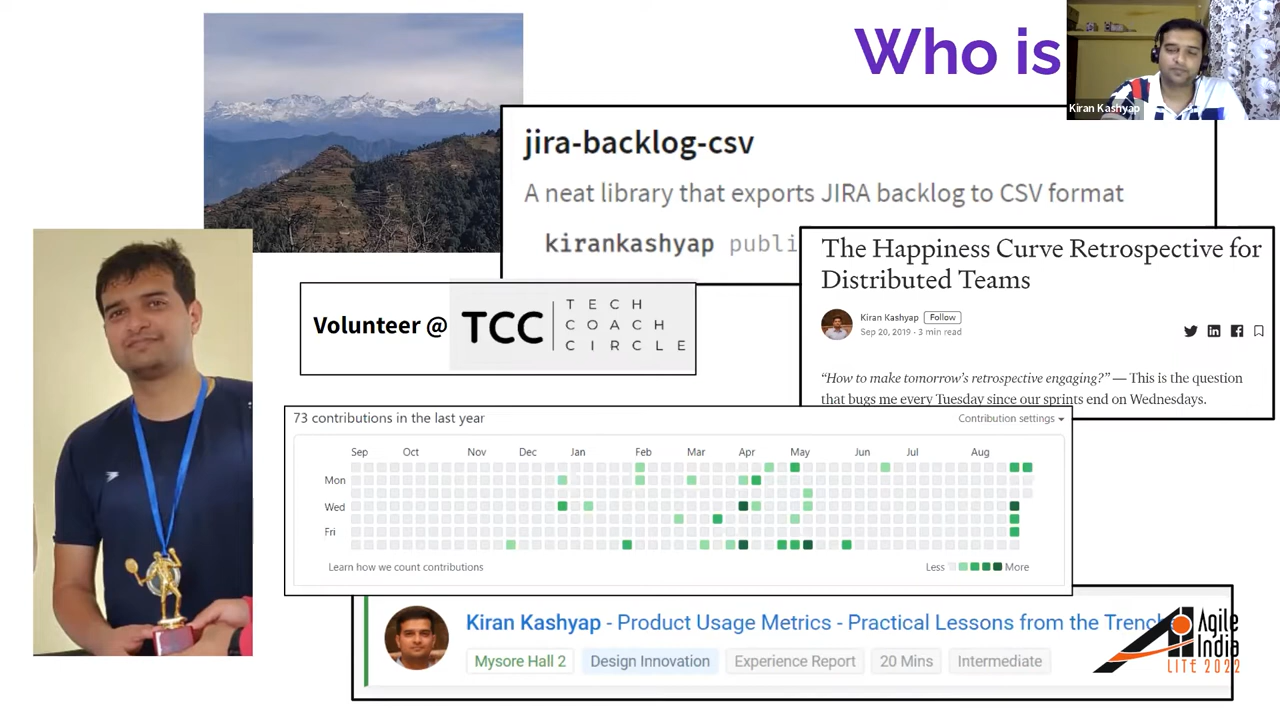 Who is
Kiran Kashyap
jira-backlog-csv
A neat library that exports JIRA backlog to CSV format
kirankashyap publi
The Happiness Curve Retrospective for
Distributed Teams
Kiran Kashyap Follow
Sep 20, 2019 · 3 min read
“How to make tomorrow’s retrospective engaging?” — This is the question
that bugs me every Tuesday since our sprints end on Wednesdays.
Volunteer @ TCC TECH
COACH
CIRCLE
73 contributions in the last year
Contribution settings
Sep Oct Nov Dec Jan Feb Mar Apr May Jun Jul Aug
Mon
Wed
Fri
Learn how we count contributions
Less More
Kiran Kashyap - Product Usage Metrics - Practical Lessons from the Trenche
Mysore Hall 2 Design Innovation Experience Report 20 Mins Intermediate
Agile
India
LITE 2022